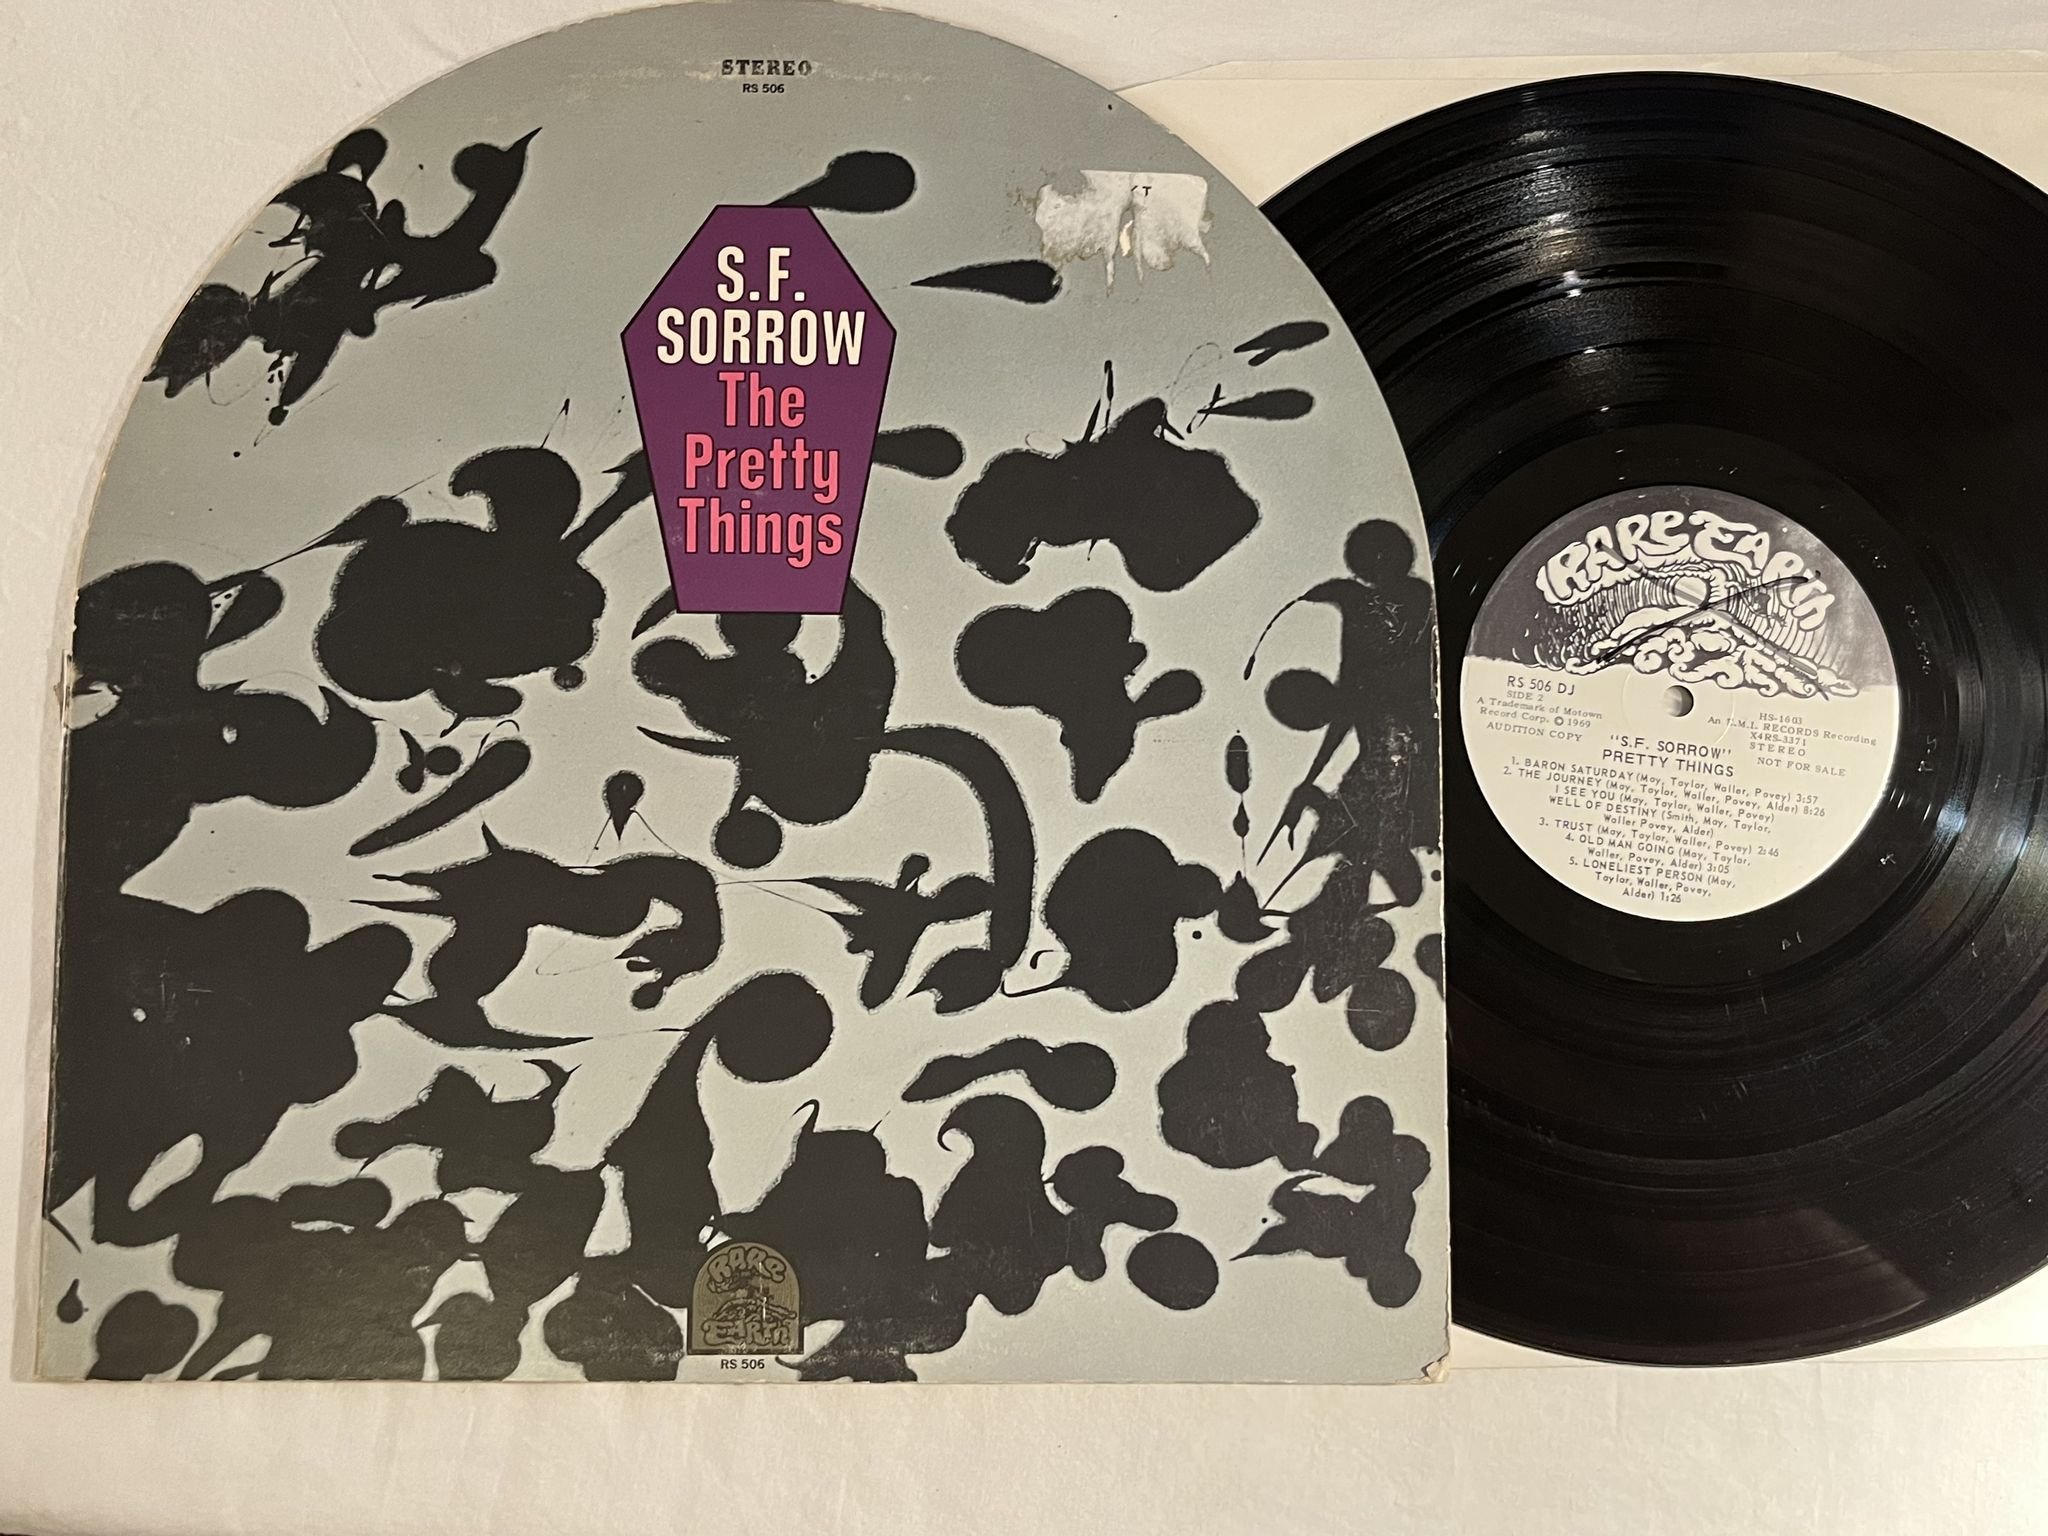 STEREO
RS 506
S.F.
SORROW
The
Pretty
Things
RARE
EARTH
RS 506
RARE EARTH
RS 506 DJ
SIDE 2
A Trademark of Motown
Record Corp. © 1969
AUDITION COPY
HS-1603
An E.M.I. RECORDS Recording
X4RS-3371
STEREO
NOT FOR SALE
"S.F. SORROW"
PRETTY THINGS
1. BARON SATURDAY (May, Taylor, Waller, Povey) 3:57
2. THE JOURNEY (May, Taylor, Waller, Povey, Alder) 8:26
I SEE YOU (May, Taylor, Waller, Povey)
WELL OF DESTINY (Smith, May, Taylor,
Waller Povey, Alder)
3. TRUST (May, Taylor, Waller, Povey) 2:46
4. OLD MAN GOING (May, Taylor,
Waller, Povey, Alder) 3:05
5. LONELIEST PERSON (May,
Taylor, Waller, Povey,
Alder) 1:26